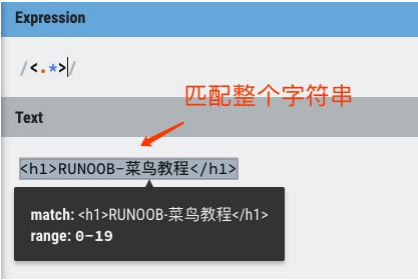 Expression
/<.*>/
匹配整个字符串
Text
<h1>RUNOOB-菜鸟教程</h1>
match: <h1>RUNOOB-菜鸟教程</h1>
range: 0-19